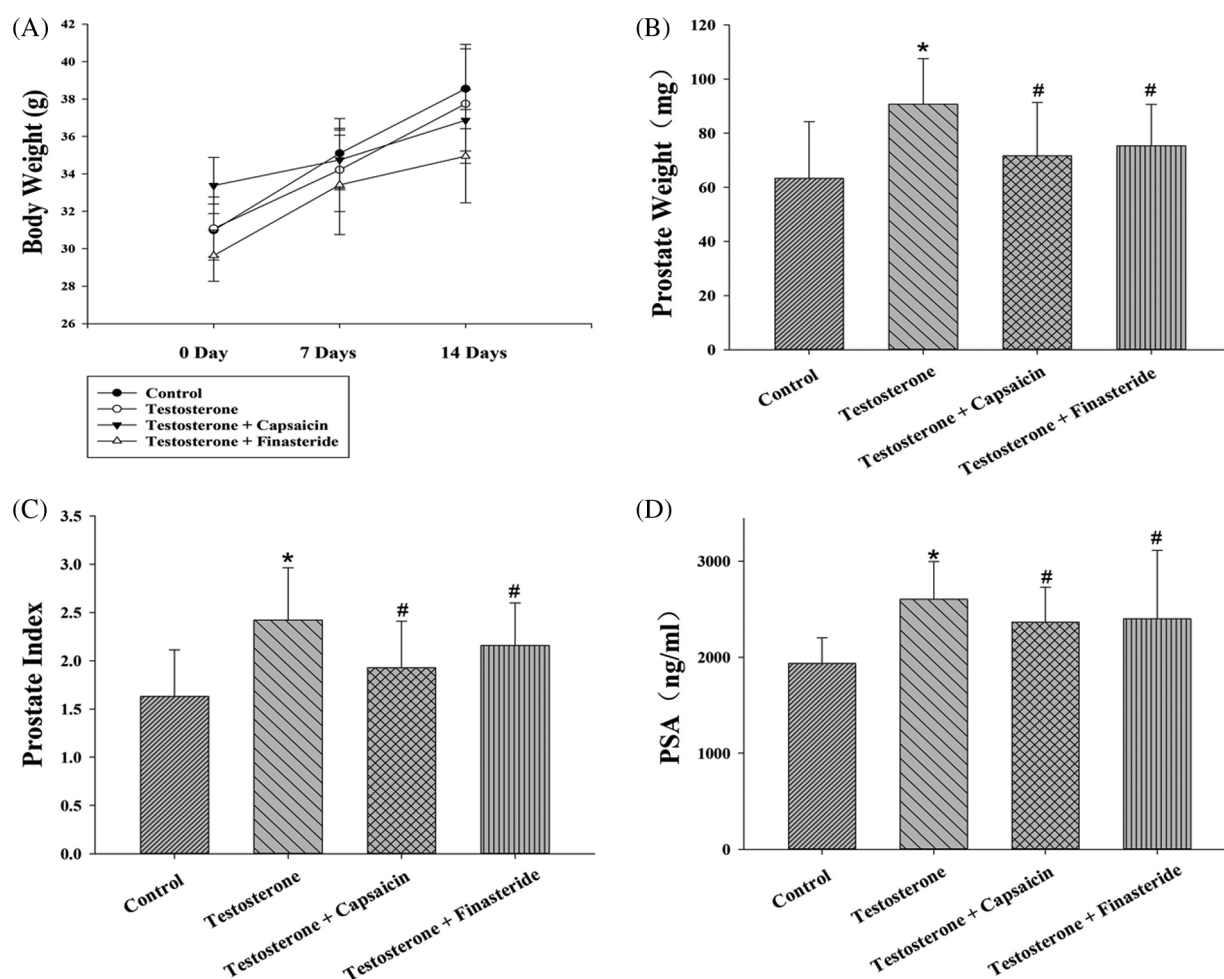 (A)
Body Weight (g)
42
40
38
36
34
32
30
28
26
0 Day 7 Days 14 Days
Control
Testosterone
Testosterone + Capsaicin
Testosterone + Finasteride
(B)
Prostate Weight（mg）
120
100
80
60
40
20
0
*
#
#
Control
Testosterone
Testosterone + Capsaicin
Testosterone + Finasteride
(C)
Prostate Index
3.5
3.0
2.5
2.0
1.5
1.0
0.5
0.0
*
#
#
Control
Testosterone
Testosterone + Capsaicin
Testosterone + Finasteride
(D)
PSA（ng/ml）
3000
2000
1000
0
*
#
#
Control
Testosterone
Testosterone + Capsaicin
Testosterone + Finasteride